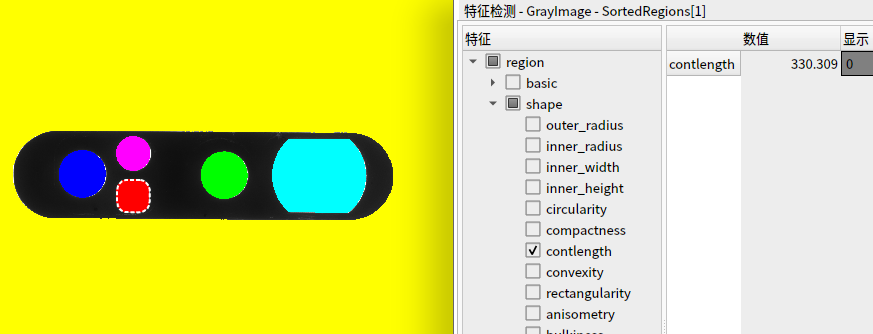 特征检测 - GrayImage - SortedRegions[1]
特征
数值 显示
region
contlength 330.309 0
basic
shape
outer_radius
inner_radius
inner_width
inner_height
circularity
compactness
contlength
convexity
rectangularity
anisometry